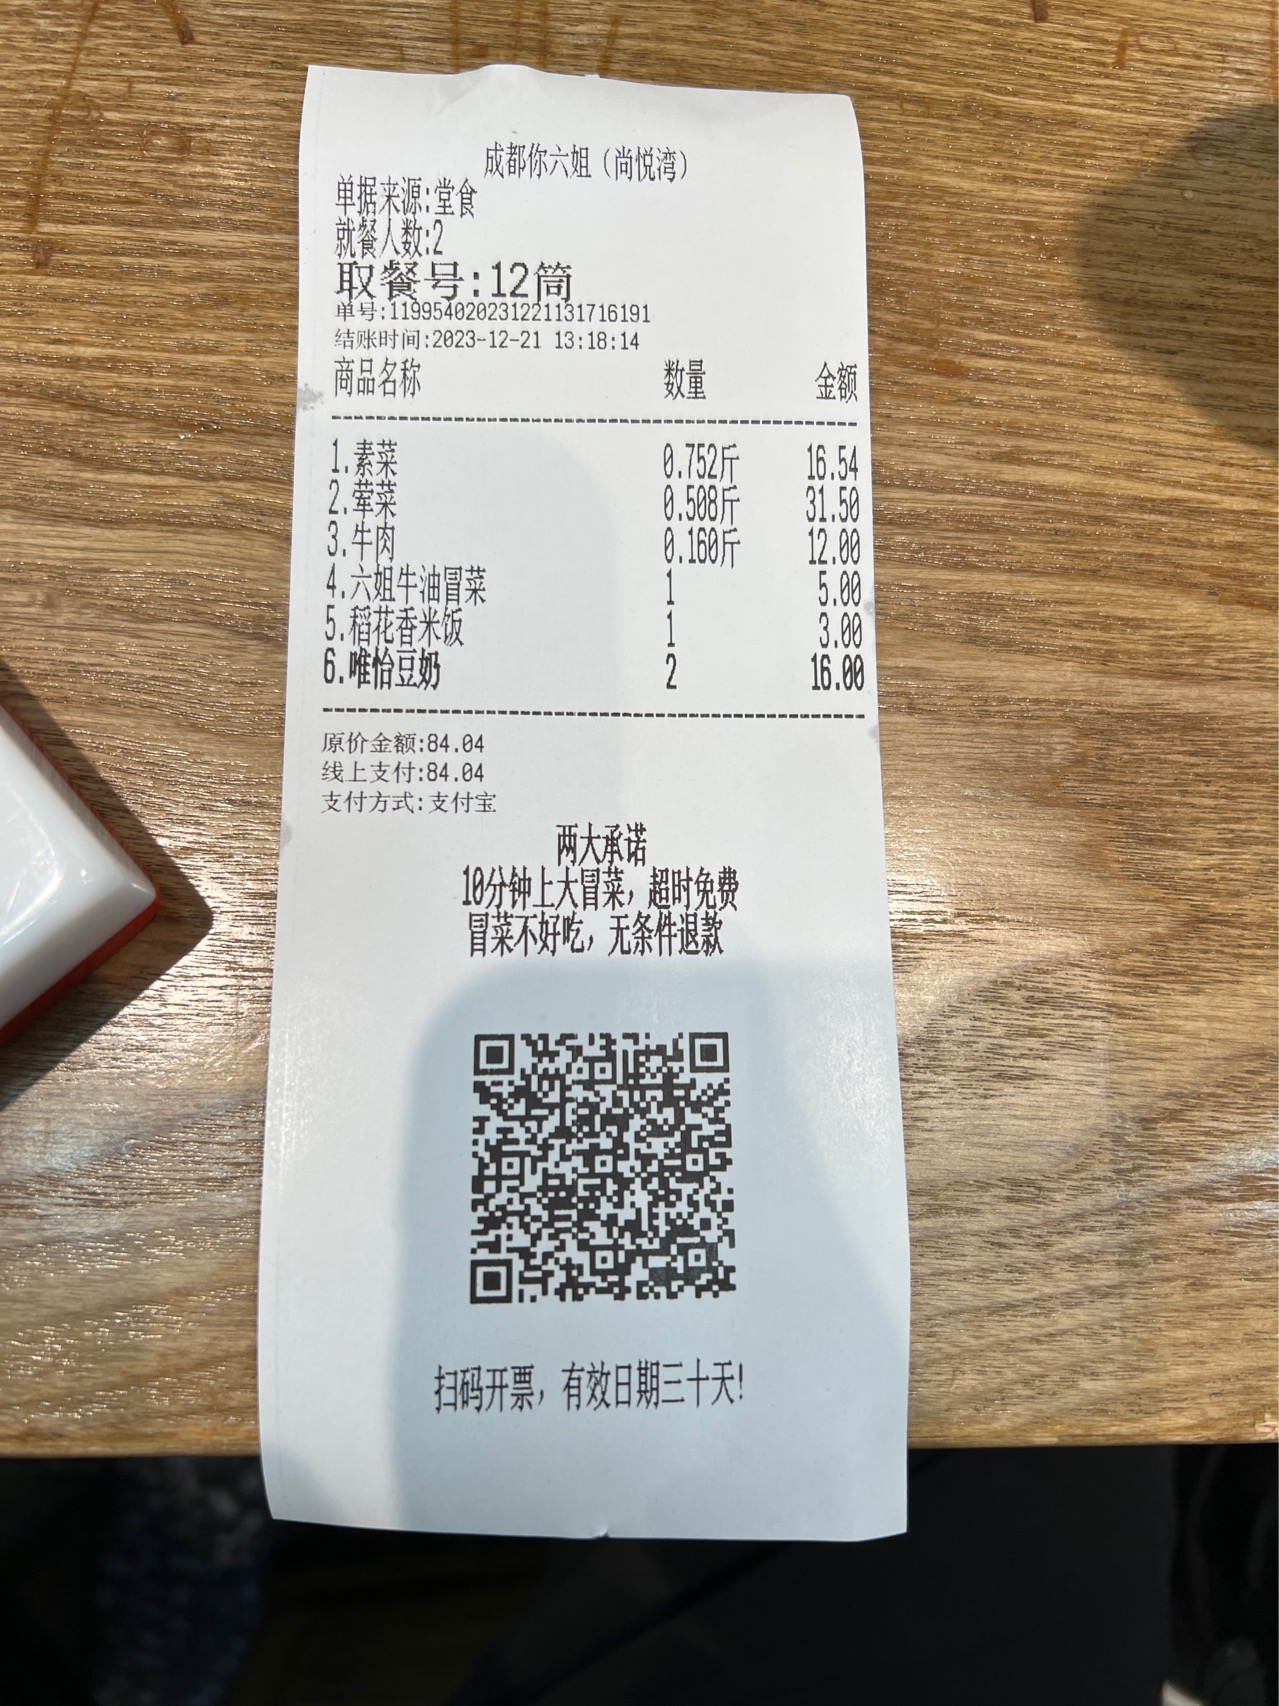 成都你六姐（尚悦湾）
单据来源:堂食
就餐人数:2
取餐号:12筒
单号:119954020231221131716191
结账时间:2023-12-21 13:18:14
商品名称 数量 金额
1.素菜 0.752斤 16.54
2.荤菜 0.508斤 31.50
3.牛肉 0.160斤 12.00
4.六姐牛油冒菜 1 5.00
5.稻花香米饭 1 3.00
6.唯怡豆奶 2 16.00
原价金额:84.04
线上支付:84.04
支付方式:支付宝
两大承诺
10分钟上大冒菜，超时免费
冒菜不好吃，无条件退款
扫码开票，有效日期三十天!